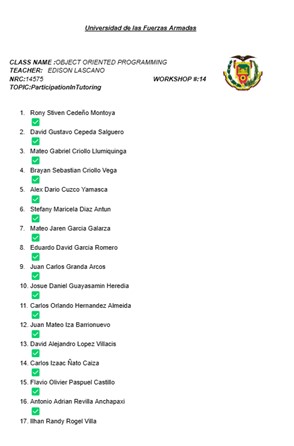 Universidad de las Fuerzas Armadas
CLASS NAME :OBJECT ORIENTED PROGRAMMING
TEACHER: EDISON LASCANO
NRC:14575 WORKSHOP #:14
TOPIC:ParticipationInTutoring
1. Rony Stiven Cedeño Montoya
2. David Gustavo Cepeda Salguero
3. Mateo Gabriel Criollo Llumiquinga
4. Brayan Sebastian Criollo Vega
5. Alex Dario Cuzco Yamasca
6. Stefany Maricela Diaz Antun
7. Mateo Jaren Garcia Galarza
8. Eduardo David Garcia Romero
9. Juan Carlos Granda Arcos
10. Josue Daniel Guayasamin Heredia
11. Carlos Orlando Hernandez Almeida
12. Juan Mateo Iza Barrionuevo
13. David Alejandro Lopez Villacis
14. Carlos Izaac Ñato Caiza
15. Flavio Olivier Paspuel Castillo
16. Antonio Adrian Revilla Anchapaxi
17. Ilhan Randy Rogel Villa